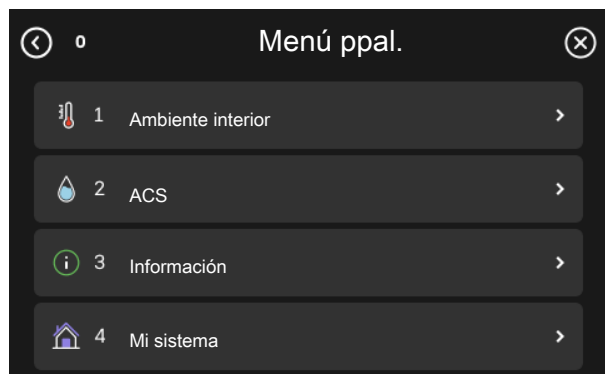 0 Menú ppal.
1 Ambiente interior
2 ACS
3 Información
4 Mi sistema